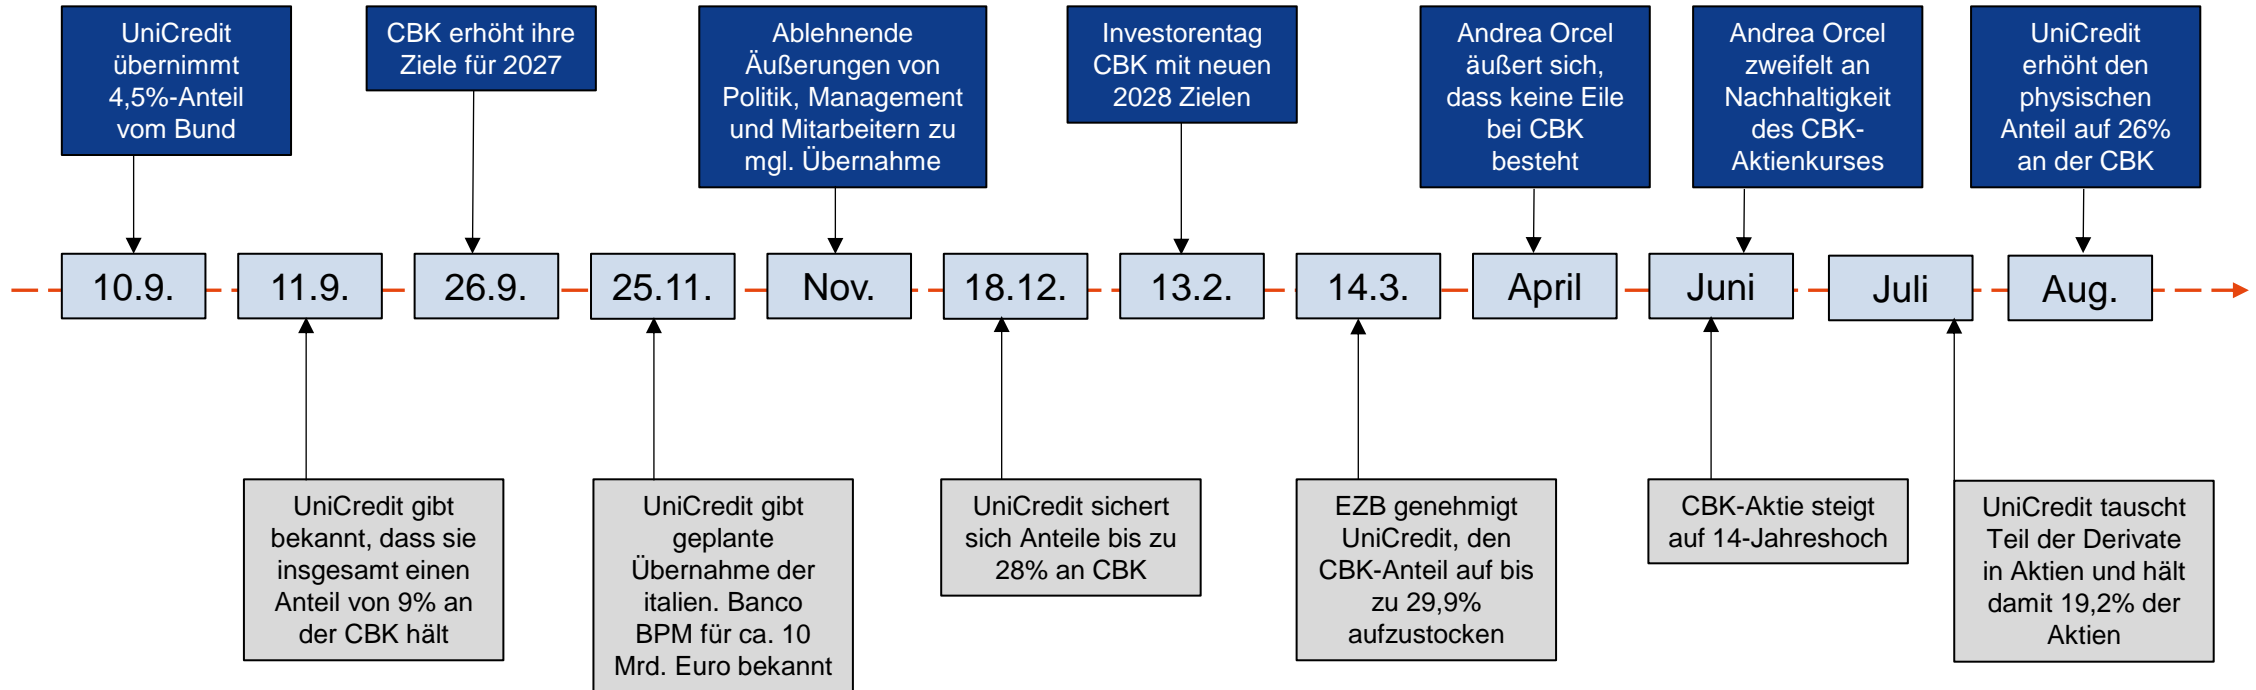 UniCredit
übernimmt
4,5%-Anteil
vom Bund
CBK erhöht ihre
Ziele für 2027
Ablehnende
Äußerungen von
Politik, Management
und Mitarbeitern zu
mgl. Übernahme
Investorentag
CBK mit neuen
2028 Zielen
Andrea Orcel
äußert sich,
dass keine Eile
bei CBK
besteht
Andrea Orcel
zweifelt an
Nachhaltigkeit
des CBK-
Aktienkurses
UniCredit
erhöht den
physischen
Anteil auf 26%
an der CBK
10.9.
11.9.
26.9.
25.11.
Nov.
18.12.
13.2.
14.3.
April
Juni
Juli
Aug.
UniCredit gibt
bekannt, dass sie
insgesamt einen
Anteil von 9% an
der CBK hält
UniCredit gibt
geplante
Übernahme der
italien. Banco
BPM für ca. 10
Mrd. Euro bekannt
UniCredit sichert
sich Anteile bis zu
28% an CBK
EZB genehmigt
UniCredit, den
CBK-Anteil auf bis
zu 29,9%
aufzustocken
CBK-Aktie steigt
auf 14-Jahreshoch
UniCredit tauscht
Teil der Derivate
in Aktien und hält
damit 19,2% der
Aktien